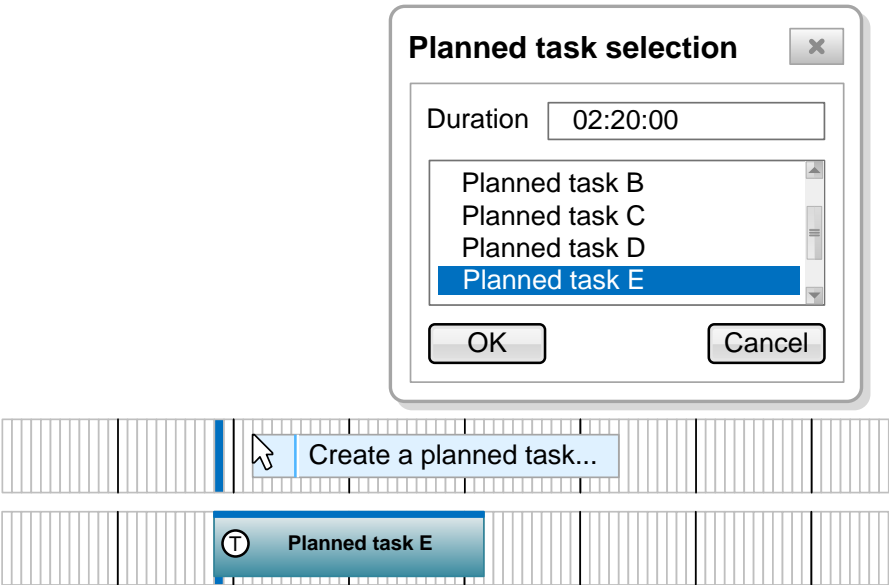 Planned task selection
Duration 02:20:00
Planned task B
Planned task C
Planned task D
Planned task E
OK Cancel
Create a planned task...
T Planned task E